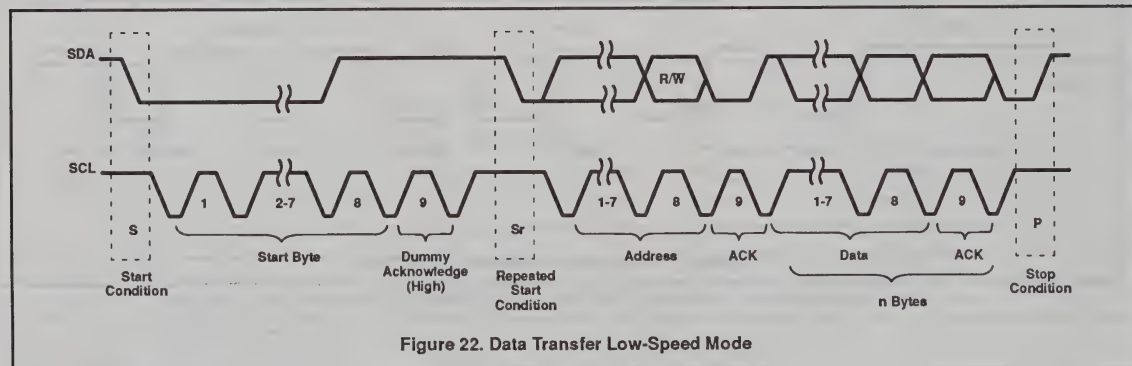 SDA
R/W
SCL
1
2-7
8
9
1-7
8
9
1-7
8
9
S
Sr
P
Start Byte
Address
ACK
Data
ACK
Start
Condition
Dummy
Acknowledge
(High)
Repeated
Start
Condition
Stop
Condition
n Bytes
Figure 22. Data Transfer Low-Speed Mode